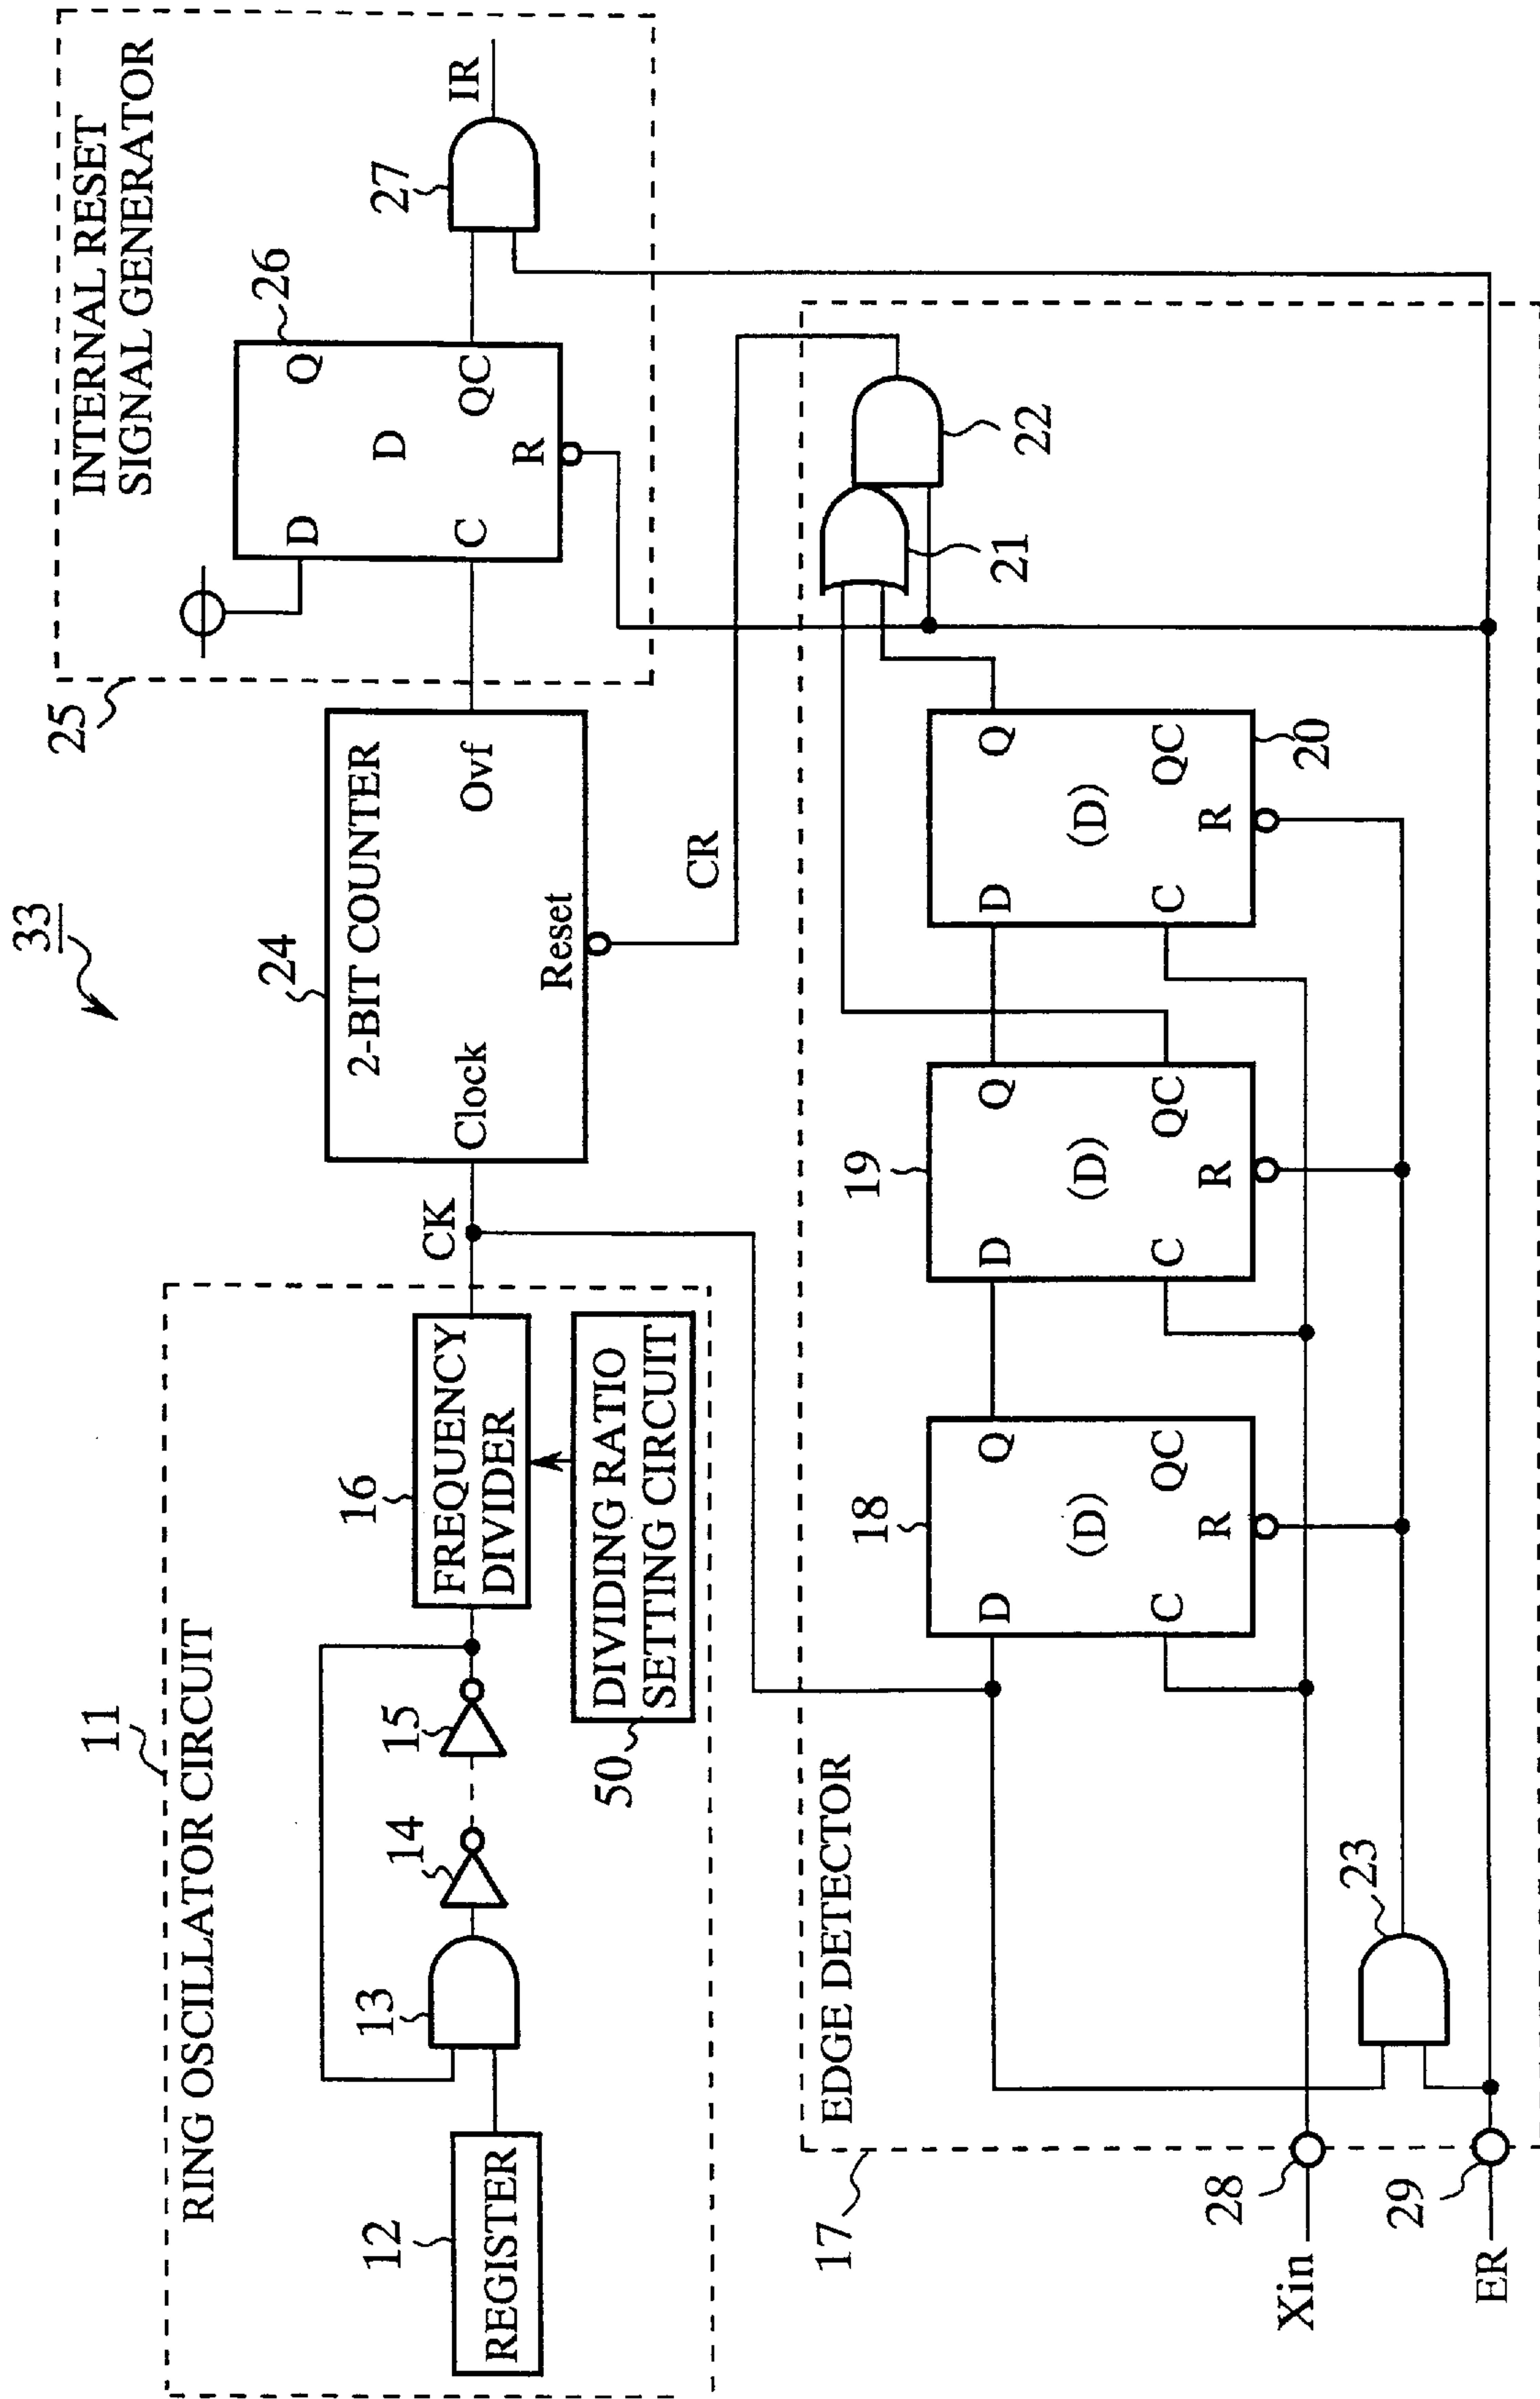 33
11
RING OSCILLATOR CIRCUIT
12
REGISTER
13
14
15
16
FREQUENCY
DIVIDER
50
DIVIDING RATIO
SETTING CIRCUIT
CK
24
2-BIT COUNTER
Clock
Ovf
Reset
CR
25
INTERNAL RESET
SIGNAL GENERATOR
26
D
Q
D
C
QC
R
27
IR
17
EDGE DETECTOR
18
D
Q
(D)
C
QC
R
19
D
Q
(D)
C
QC
R
20
D
Q
(D)
C
QC
R
21
22
23
28
Xin
29
ER